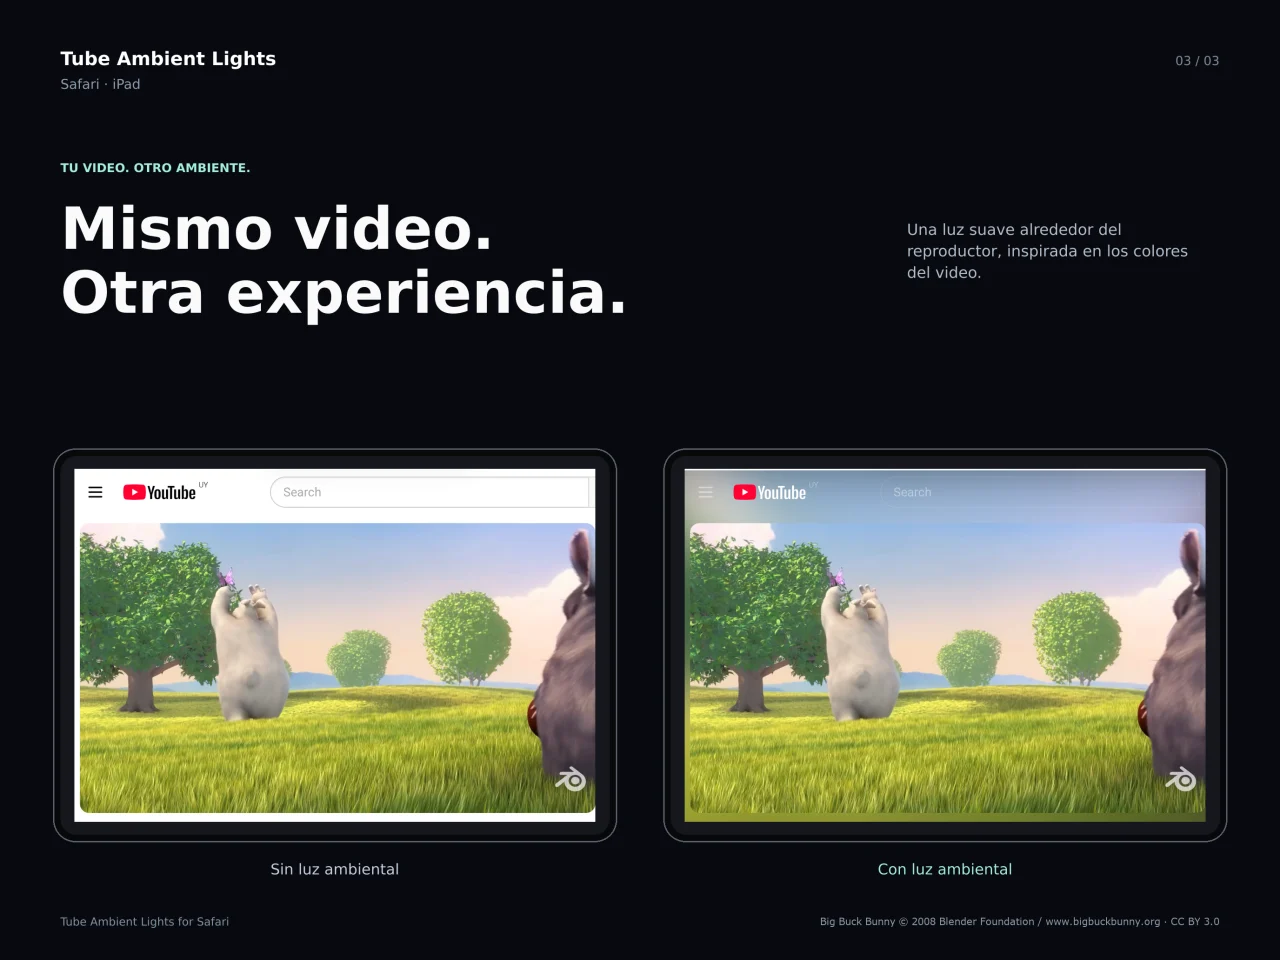 Tube Ambient Lights
Safari · iPad
03 / 03
TU VIDEO. OTRO AMBIENTE.
Mismo video.
Otra experiencia.
Una luz suave alrededor del
reproductor, inspirada en los colores
del video.
YouTube UY
Search
YouTube UY
Search
Sin luz ambiental
Con luz ambiental
Tube Ambient Lights for Safari
Big Buck Bunny © 2008 Blender Foundation / www.bigbuckbunny.org · CC BY 3.0